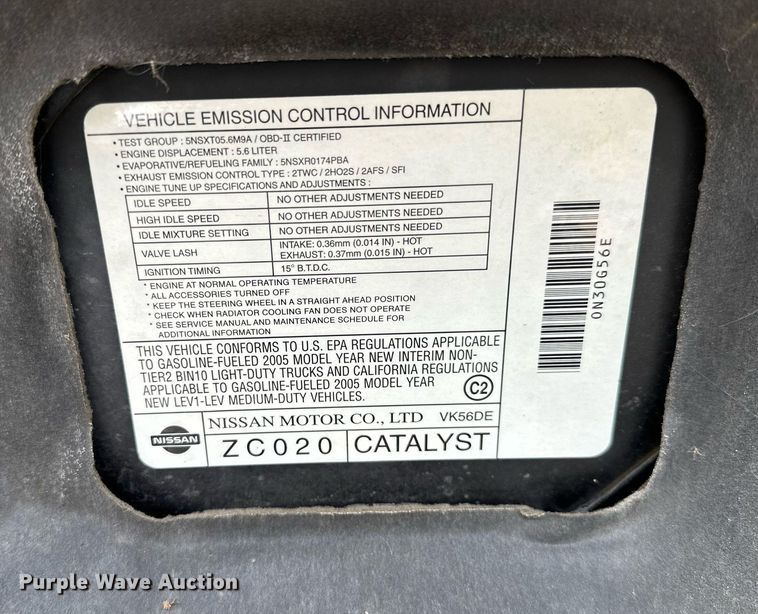 VEHICLE EMISSION CONTROL INFORMATION
• TEST GROUP : 5NSXT05.6M9A / OBD-II CERTIFIED
• ENGINE DISPLACEMENT : 5.6 LITER
• EVAPORATIVE/REFUELING FAMILY : 5NSXR0174PBA
• EXHAUST EMISSION CONTROL TYPE : 2TWC / 2HO2S / 2AFS / SFI
• ENGINE TUNE UP SPECIFICATIONS AND ADJUSTMENTS :
IDLE SPEED NO OTHER ADJUSTMENTS NEEDED
HIGH IDLE SPEED NO OTHER ADJUSTMENTS NEEDED
IDLE MIXTURE SETTING NO OTHER ADJUSTMENTS NEEDED
VALVE LASH INTAKE: 0.36mm (0.014 IN) - HOT
EXHAUST: 0.37mm (0.015 IN) - HOT
IGNITION TIMING 15° B.T.D.C.
* ENGINE AT NORMAL OPERATING TEMPERATURE
* ALL ACCESSORIES TURNED OFF
* KEEP THE STEERING WHEEL IN A STRAIGHT AHEAD POSITION
* CHECK WHEN RADIATOR COOLING FAN DOES NOT OPERATE
* SEE SERVICE MANUAL AND MAINTENANCE SCHEDULE FOR
ADDITIONAL INFORMATION
THIS VEHICLE CONFORMS TO U.S. EPA REGULATIONS APPLICABLE
TO GASOLINE-FUELED 2005 MODEL YEAR NEW INTERIM NON-
TIER2 BIN10 LIGHT-DUTY TRUCKS AND CALIFORNIA REGULATIONS
APPLICABLE TO GASOLINE-FUELED 2005 MODEL YEAR
NEW LEV1-LEV MEDIUM-DUTY VEHICLES.
C2
NISSAN
NISSAN MOTOR CO., LTD VK56DE
ZC020 CATALYST
0N30G56E
Purple Wave Auction